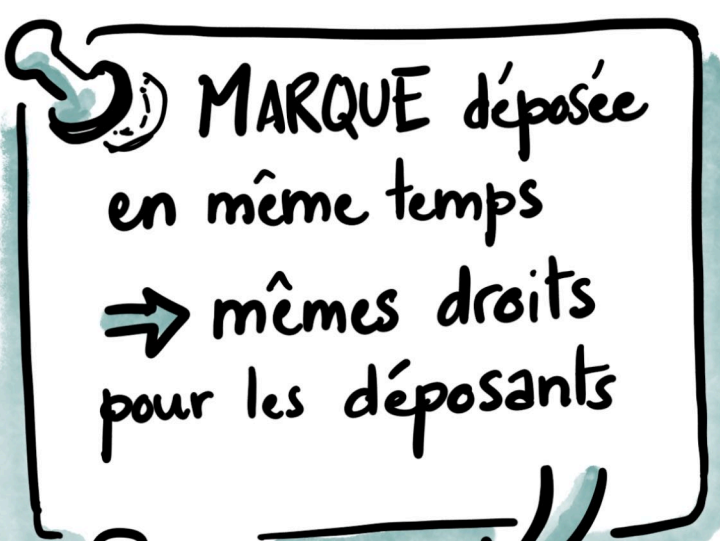 MARQUE déposée
en même temps
⇒ mêmes droits
pour les déposants